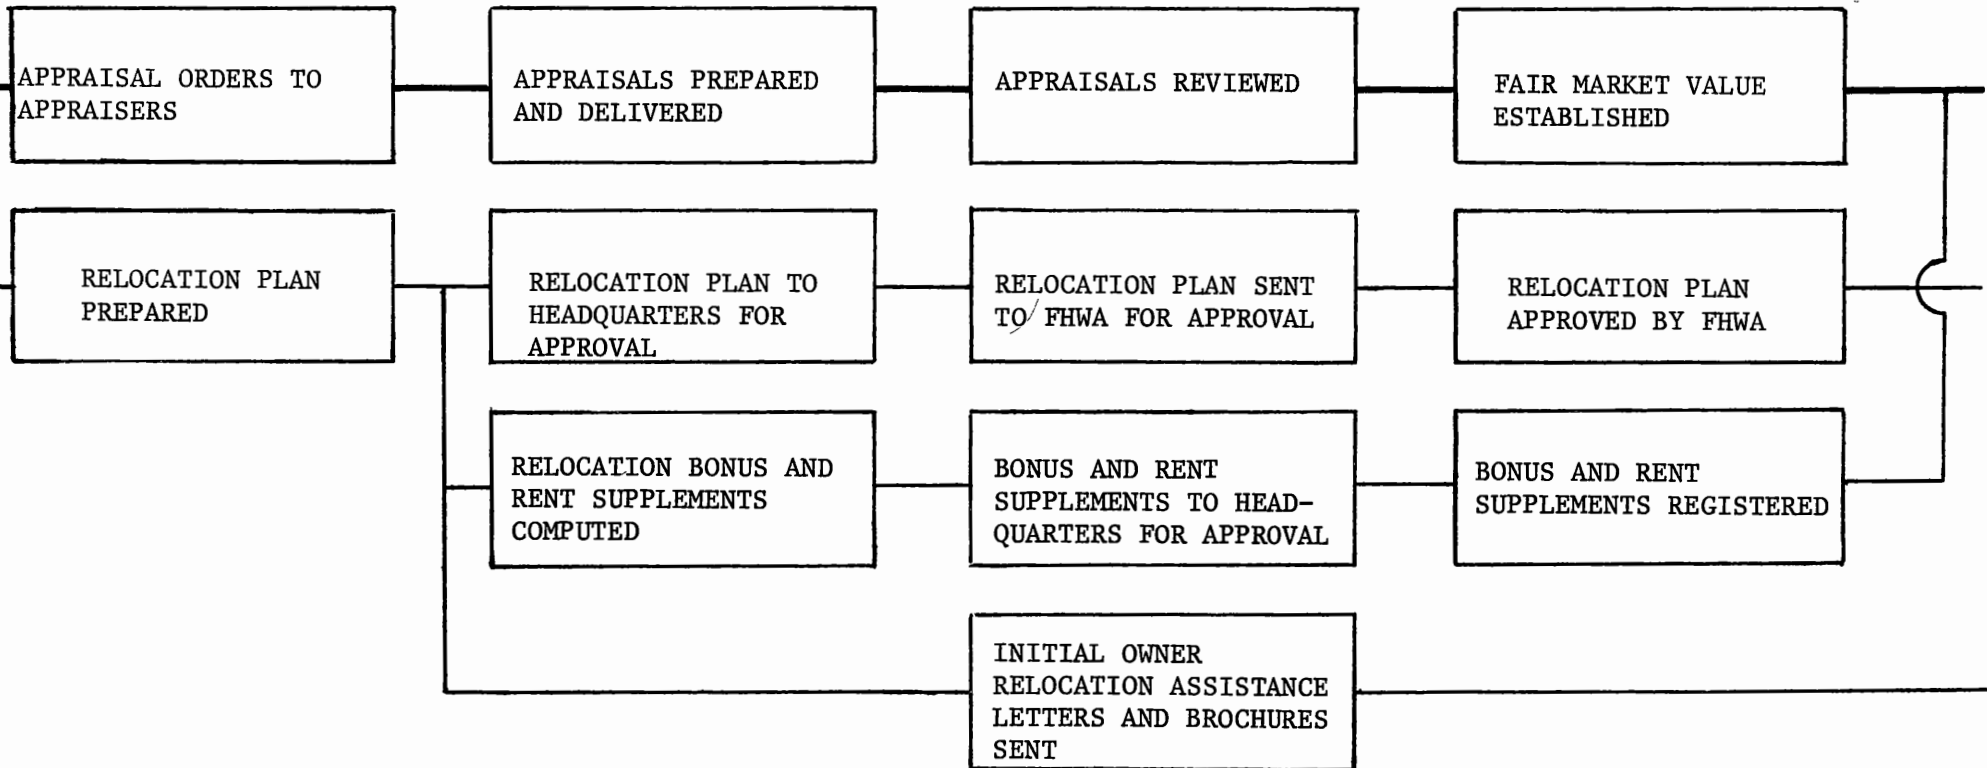 APPRAISAL ORDERS TO
APPRAISERS
APPRAISALS PREPARED
AND DELIVERED
APPRAISALS REVIEWED
FAIR MARKET VALUE
ESTABLISHED
RELOCATION PLAN
PREPARED
RELOCATION PLAN TO
HEADQUARTERS FOR
APPROVAL
RELOCATION PLAN SENT
TO FHWA FOR APPROVAL
RELOCATION PLAN
APPROVED BY FHWA
RELOCATION BONUS AND
RENT SUPPLEMENTS
COMPUTED
BONUS AND RENT
SUPPLEMENTS TO HEAD-
QUARTERS FOR APPROVAL
BONUS AND RENT
SUPPLEMENTS REGISTERED
INITIAL OWNER
RELOCATION ASSISTANCE
LETTERS AND BROCHURES
SENT